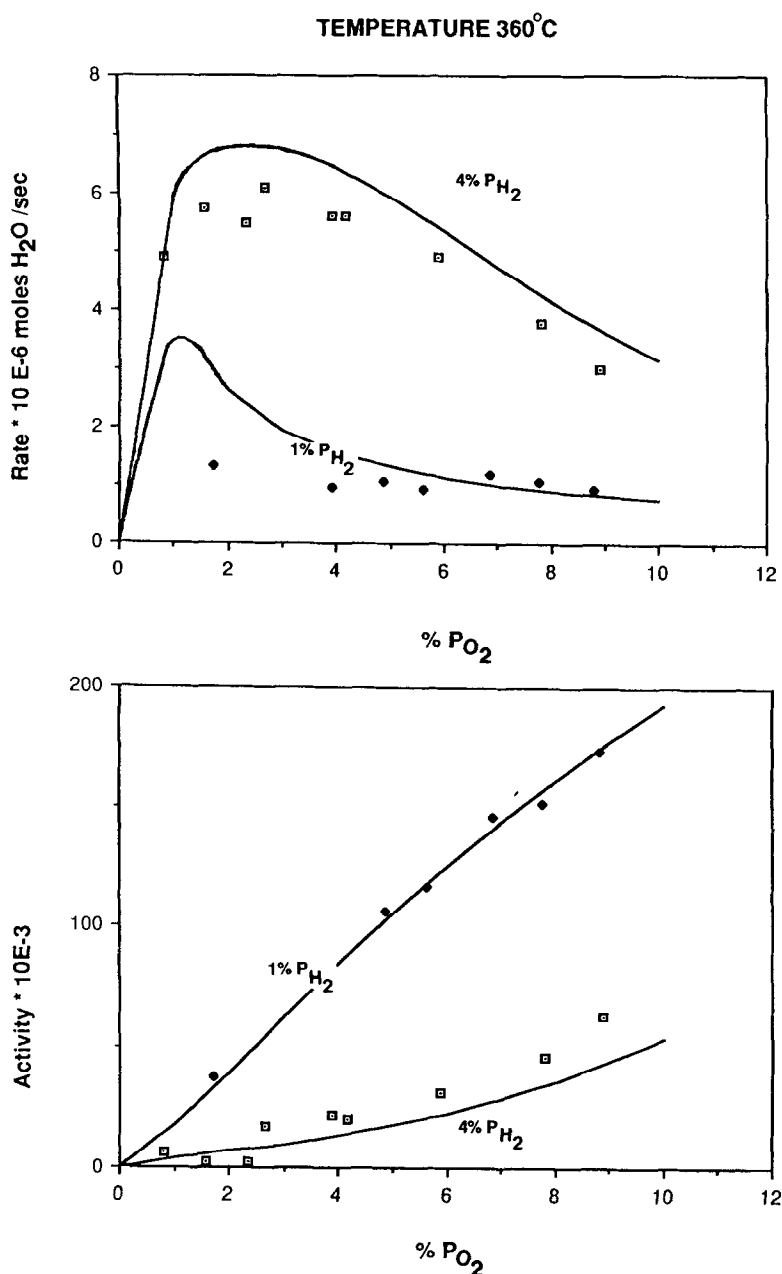 TEMPERATURE 360°C
Rate * 10 E-6 moles H2O /sec
8
6
4
2
0
4% PH2
1% PH2
0 2 4 6 8 10 12
% PO2
Activity * 10E-3
200
100
0
1% PH2
4% PH2
0 2 4 6 8 10 12
% PO2